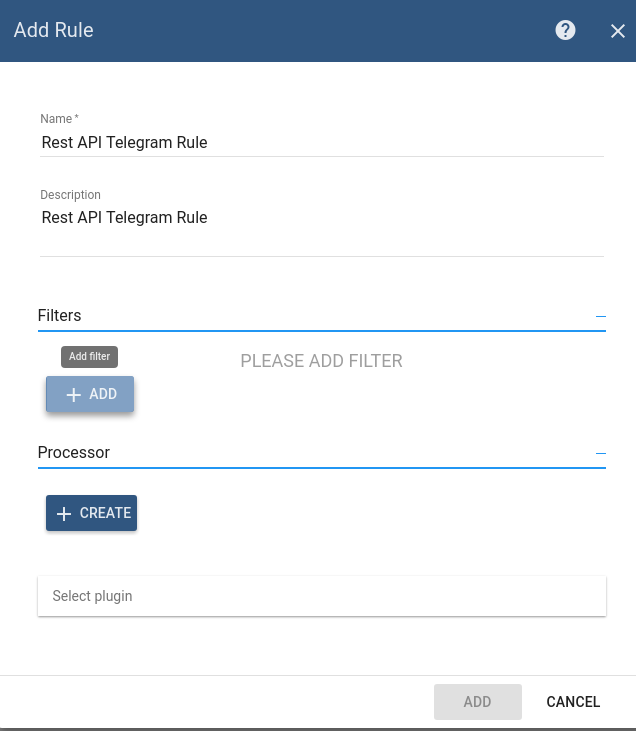 Add Rule
Name *
Rest API Telegram Rule
Description
Rest API Telegram Rule
Filters
Add filter
PLEASE ADD FILTER
ADD
Processor
CREATE
Select plugin
ADD CANCEL